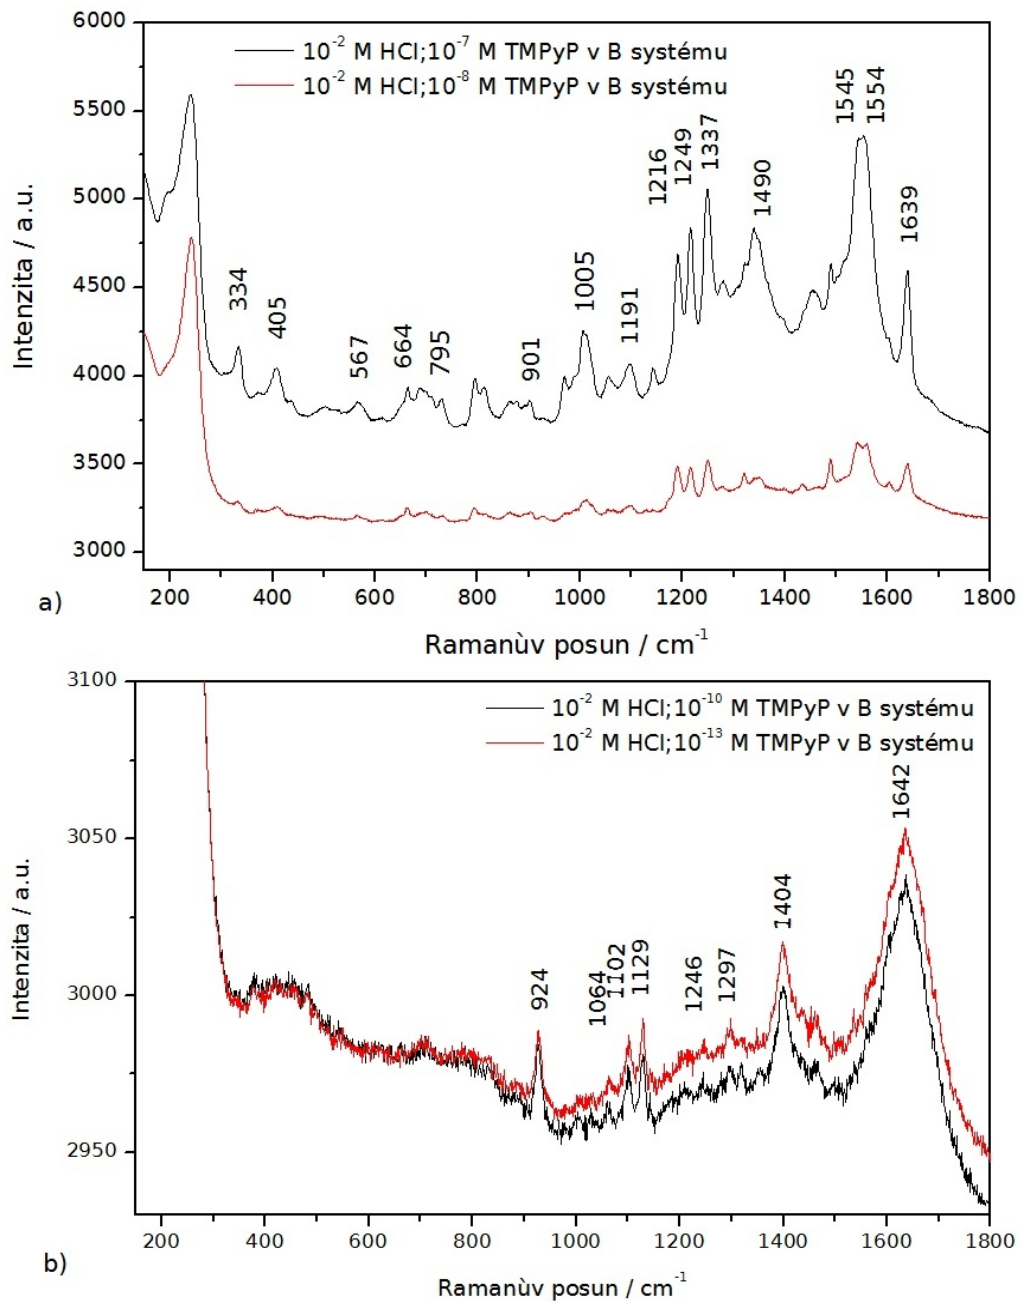 6000
5500
5000
4500
4000
3500
3000
Intenzita / a.u.
10⁻² M HCl;10⁻⁷ M TMPyP v B systému
10⁻² M HCl;10⁻⁸ M TMPyP v B systému
334
405
567
664
795
901
1005
1191
1216
1249
1337
1490
1545
1554
1639
200 400 600 800 1000 1200 1400 1600 1800
a)
Ramanùv posun / cm⁻¹
3100
3050
3000
2950
Intenzita / a.u.
10⁻² M HCl;10⁻¹⁰ M TMPyP v B systému
10⁻² M HCl;10⁻¹³ M TMPyP v B systému
924
1064
1102
1129
1246
1297
1404
1642
200 400 600 800 1000 1200 1400 1600 1800
b)
Ramanùv posun / cm⁻¹